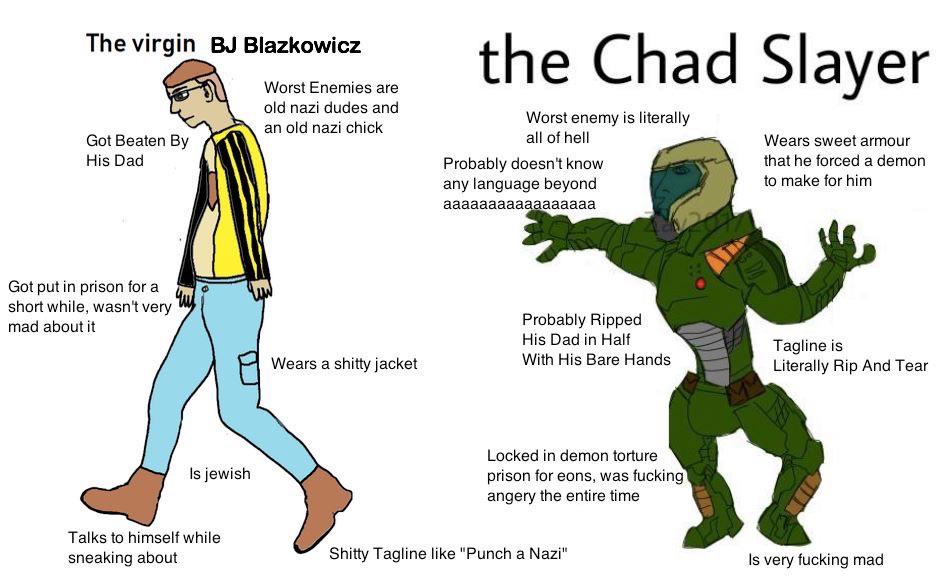 The virgin BJ Blazkowicz
Worst Enemies are
old nazi dudes and
an old nazi chick
Got Beaten By
His Dad
Got put in prison for a
short while, wasn't very
mad about it
Wears a shitty jacket
Is jewish
Talks to himself while
sneaking about
Shitty Tagline like "Punch a Nazi"
the Chad Slayer
Worst enemy is literally
all of hell
Wears sweet armour
that he forced a demon
to make for him
Probably doesn't know
any language beyond
aaaaaaaaaaaaaaaaa
Probably Ripped
His Dad in Half
With His Bare Hands
Tagline is
Literally Rip And Tear
Locked in demon torture
prison for eons, was fucking
angery the entire time
Is very fucking mad